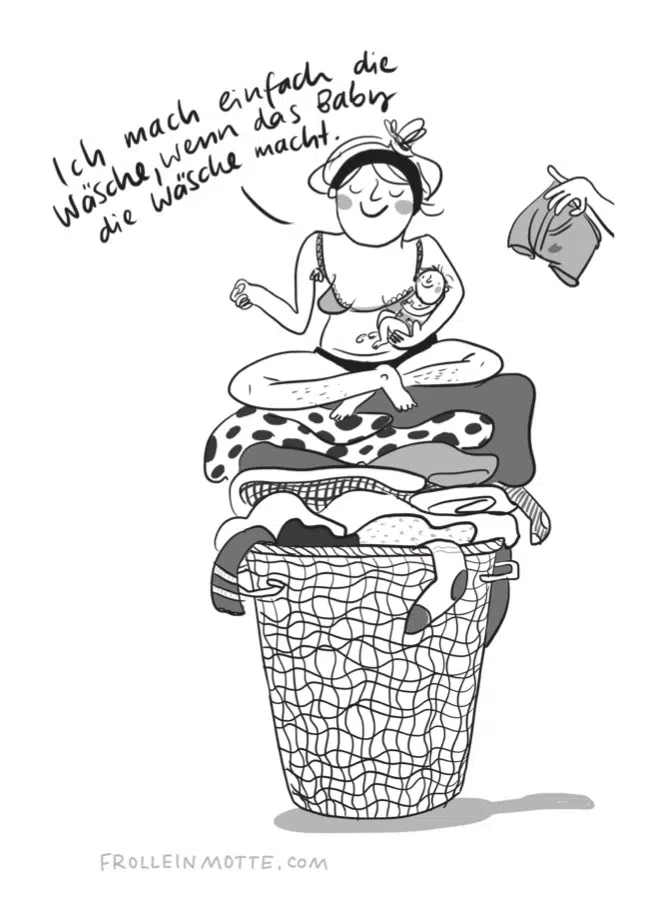 Ich mach einfach die
Wäsche, wenn das Baby
die Wäsche macht.
FROLLEINMOTTE.COM